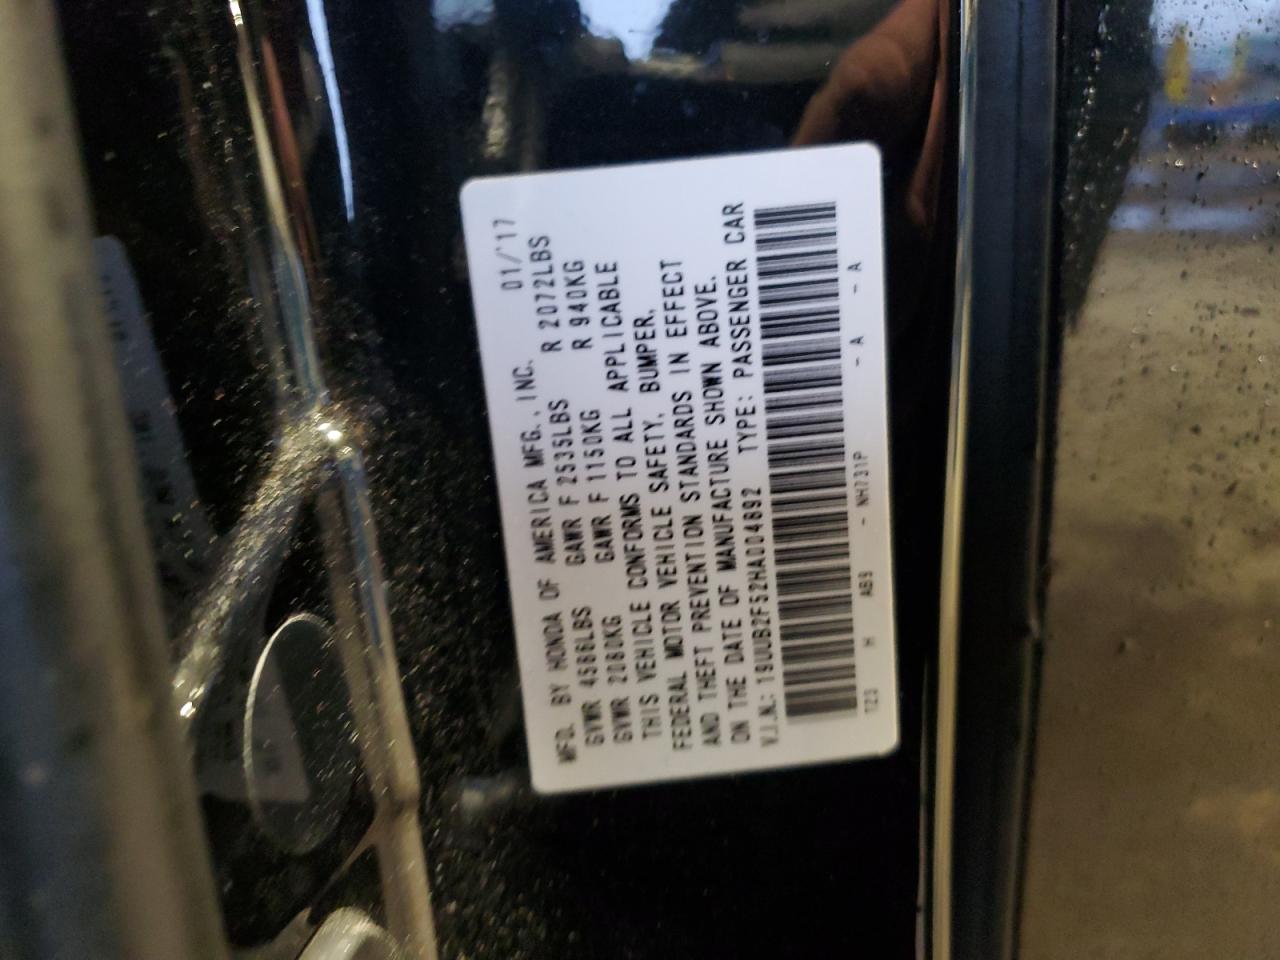 MFD. BY HONDA OF AMERICA MFG., INC. 01/'17
GVWR 4586LBS GAWR F 2535LBS R 2072LBS
GVWR 2080KG GAWR F 1150KG R 940KG
THIS VEHICLE CONFORMS TO ALL APPLICABLE
FEDERAL MOTOR VEHICLE SAFETY, BUMPER,
AND THEFT PREVENTION STANDARDS IN EFFECT
ON THE DATE OF MANUFACTURE SHOWN ABOVE.
V.I.N.: 19UUB2F52HA004892 TYPE: PASSENGER CAR
TZ3 H AB9 - NH731P - A - A